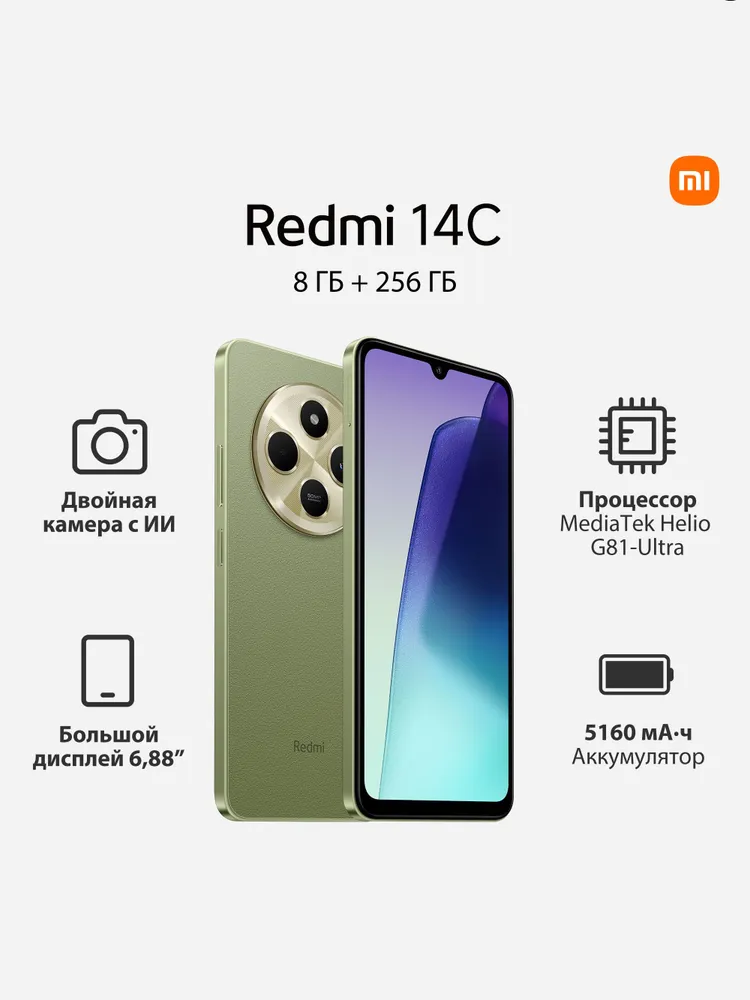 Redmi 14C
8 ГБ + 256 ГБ
Двойная
камера с ИИ
Процессор
MediaTek Helio
G81-Ultra
Большой
дисплей 6,88”
5160 мА·ч
Аккумулятор
Redmi
mi